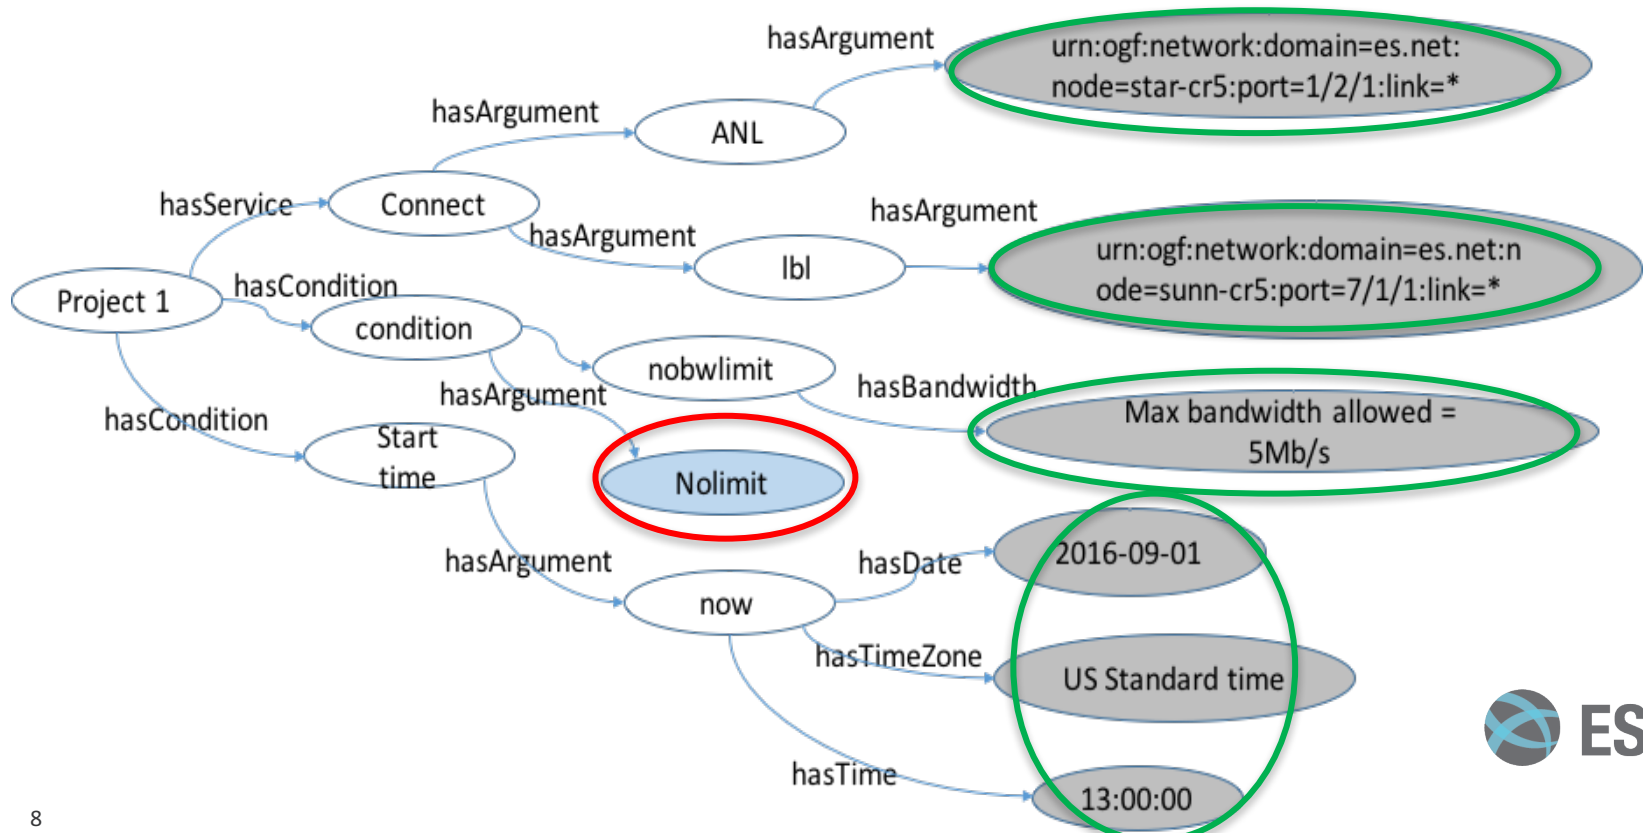 hasArgument
urn:ogf:network:domain=es.net:
node=star-cr5:port=1/2/1:link=*
hasArgument
ANL
hasService
Connect
hasArgument
hasArgument
lbl
urn:ogf:network:domain=es.net:n
ode=sunn-cr5:port=7/1/1:link=*
Project 1
hasCondition
condition
nobwlimit
hasBandwidth
Max bandwidth allowed =
5Mb/s
hasArgument
hasCondition
Start
time
Nolimit
hasArgument
now
hasDate
2016-09-01
hasTimeZone
US Standard time
hasTime
13:00:00
ES
8